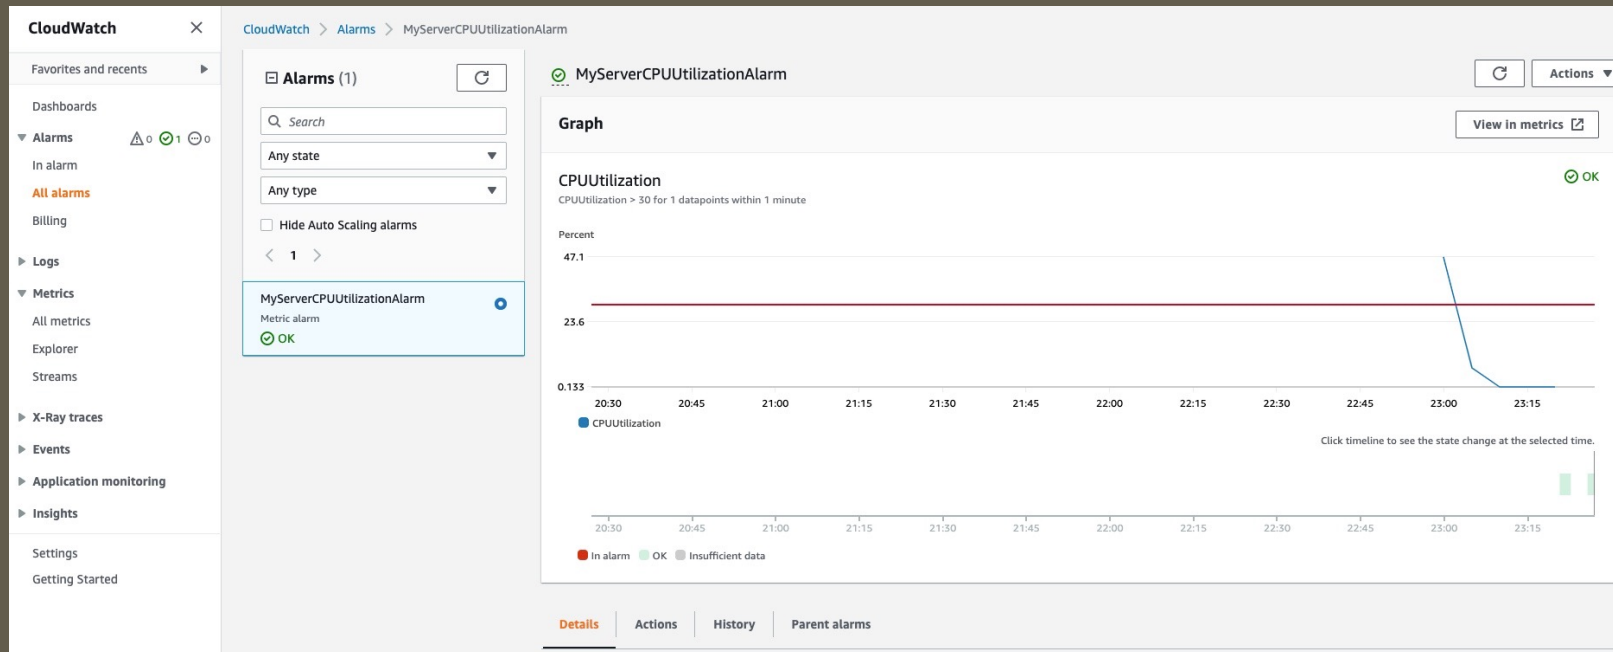 CloudWatch
Favorites and recents
Dashboards
Alarms 0 1 0
In alarm
All alarms
Billing
Logs
Metrics
All metrics
Explorer
Streams
X-Ray traces
Events
Application monitoring
Insights
Settings
Getting Started
CloudWatch > Alarms > MyServerCPUUtilizationAlarm
Alarms (1)
Search
Any state
Any type
Hide Auto Scaling alarms
< 1 >
MyServerCPUUtilizationAlarm
Metric alarm
OK
MyServerCPUUtilizationAlarm
Actions
Graph
View in metrics
CPUUtilization
OK
CPUUtilization > 30 for 1 datapoints within 1 minute
Percent
47.1
23.6
0.133
20:30 20:45 21:00 21:15 21:30 21:45 22:00 22:15 22:30 22:45 23:00 23:15
CPUUtilization
Click timeline to see the state change at the selected time.
20:30 20:45 21:00 21:15 21:30 21:45 22:00 22:15 22:30 22:45 23:00 23:15
In alarm OK Insufficient data
Details Actions History Parent alarms